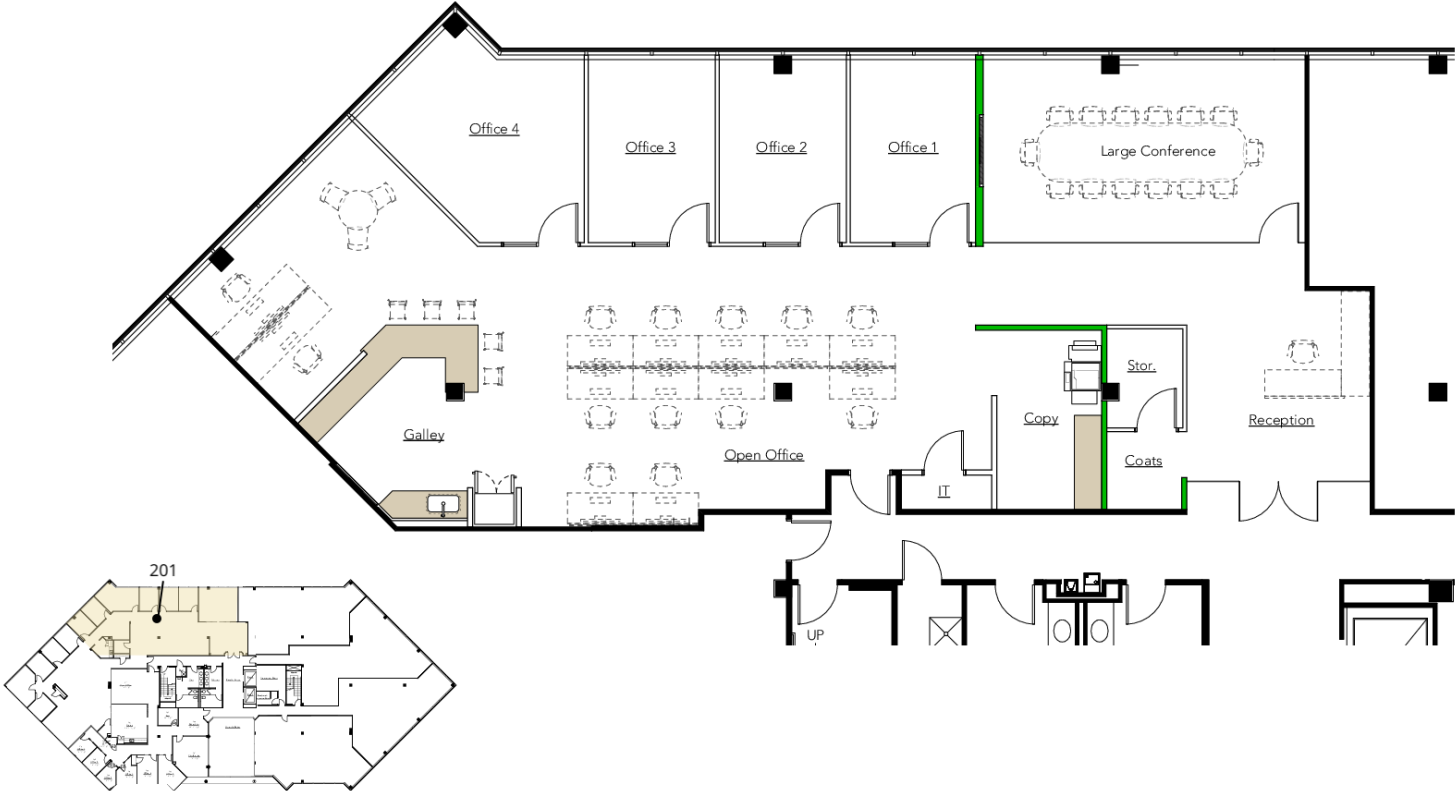 Office 4
Office 3
Office 2
Office 1
Large Conference
Stor.
Copy
Reception
Galley
Open Office
Coats
IT
201
UP